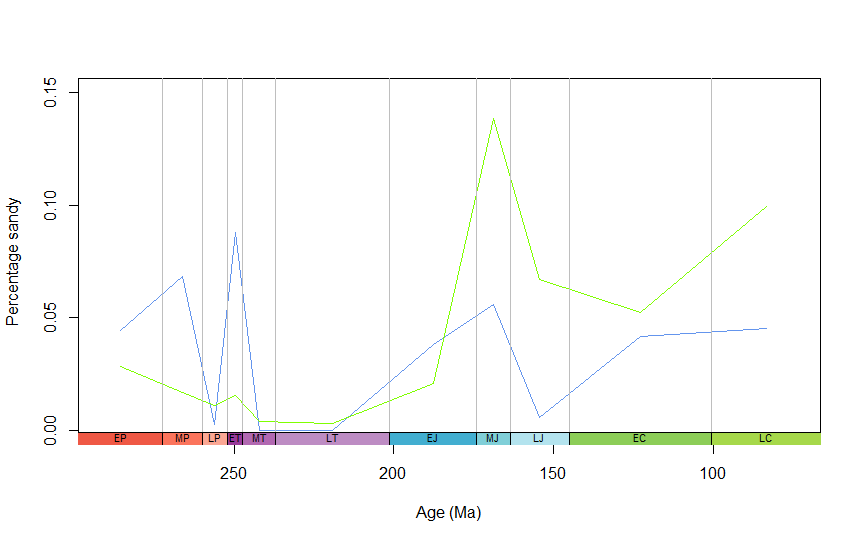 0.15
0.10
0.05
0.00
Percentage sandy
EP MP LP ET MT LT EJ MJ LJ EC LC
250 200 150 100
Age (Ma)